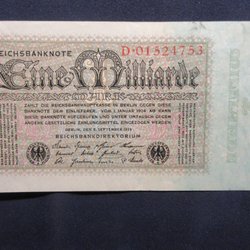 REICHSBANKNOTE D·01524753
Eine Milliarde
ZAHLT DIE REICHSBANKHAUPTKASSE IN BERLIN GEGEN DIESE
BANKNOTE DEM EINLIEFERER. VOM 1. JANUAR 1924 AB KANN
DIESE BANKNOTE AUFGERUFEN UND UNTER UMTAUSCH GEGEN
ANDERE GESETZLICHE ZAHLUNGSMITTEL EINGEZOGEN WERDEN
BERLIN, DEN 5. SEPTEMBER 1923
REICHSBANKDIREKTORIUM